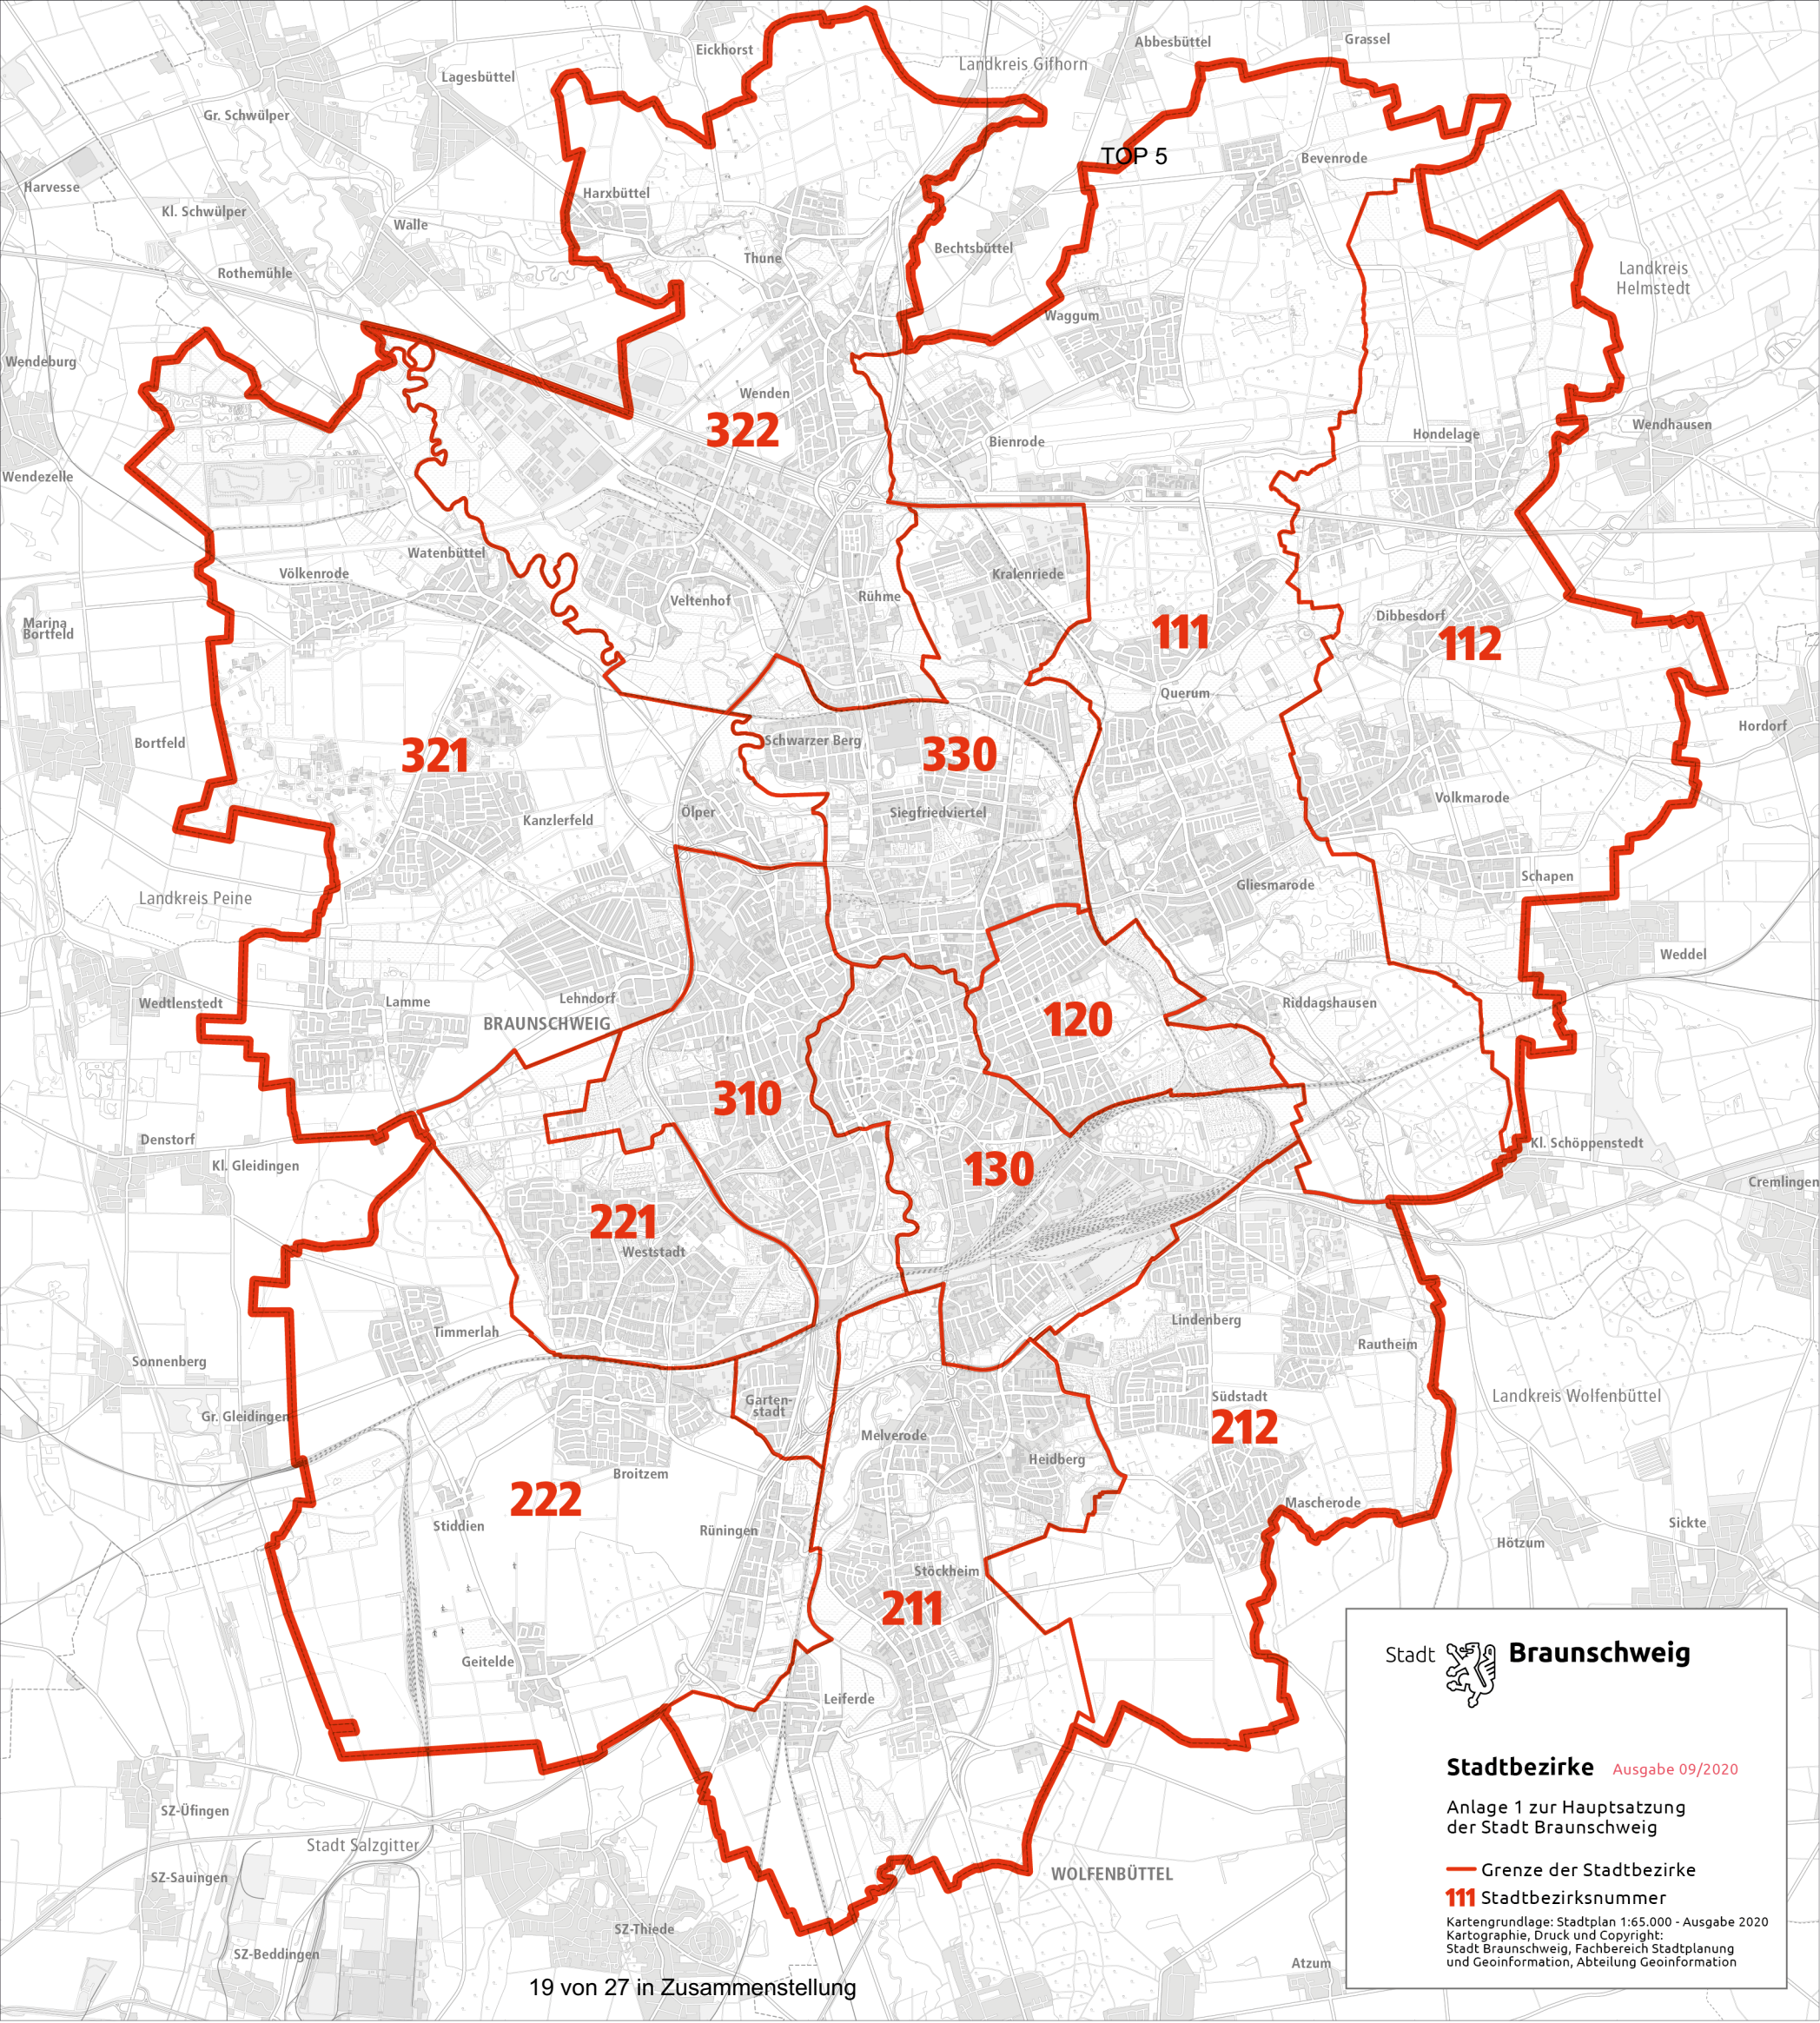 Eickhorst
Landkreis Gifhorn
Abbesbüttel
Grassel
Lagesbüttel
Gr. Schwülper
TOP 5
Bevenrode
Harvesse
Harxbüttel
Kl. Schwülper
Walle
Bechtsbüttel
Thune
Rothemühle
Landkreis
Helmstedt
Waggum
Wendeburg
Wenden
322
Bienrode
Hondelage
Wendhausen
Wendezelle
Watenbüttel
Völkenrode
Kralenriede
Veltenhof
Rühme
Marina
Bortfeld
Dibbesdorf
111
112
Querum
Hordorf
Bortfeld
Schwarzer Berg
321
330
Volkmarode
Ölper
Kanzlerfeld
Siegfriedviertel
Schapen
Gliesmarode
Landkreis Peine
Weddel
Wedtlenstedt
Lamme
Lehndorf
Riddagshausen
BRAUNSCHWEIG
120
310
Denstorf
Kl. Schöppenstedt
Kl. Gleidingen
130
Cremlingen
221
Weststadt
Lindenberg
Timmerlah
Rautheim
Sonnenberg
Garten-
stadt
Südstadt
Landkreis Wolfenbüttel
Gr. Gleidingen
212
Melverode
Heidberg
Broitzem
222
Mascherode
Stiddien
Rüningen
Sickte
Hötzum
Stöckheim
211
Geitelde
Leiferde
SZ-Üfingen
Stadt Salzgitter
SZ-Sauingen
WOLFENBÜTTEL
SZ-Thiede
SZ-Beddingen
Atzum
19 von 27 in Zusammenstellung
Stadt Braunschweig
Stadtbezirke Ausgabe 09/2020
Anlage 1 zur Hauptsatzung
der Stadt Braunschweig
Grenze der Stadtbezirke
111 Stadtbezirksnummer
Kartengrundlage: Stadtplan 1:65.000 - Ausgabe 2020
Kartographie, Druck und Copyright:
Stadt Braunschweig, Fachbereich Stadtplanung
und Geoinformation, Abteilung Geoinformation